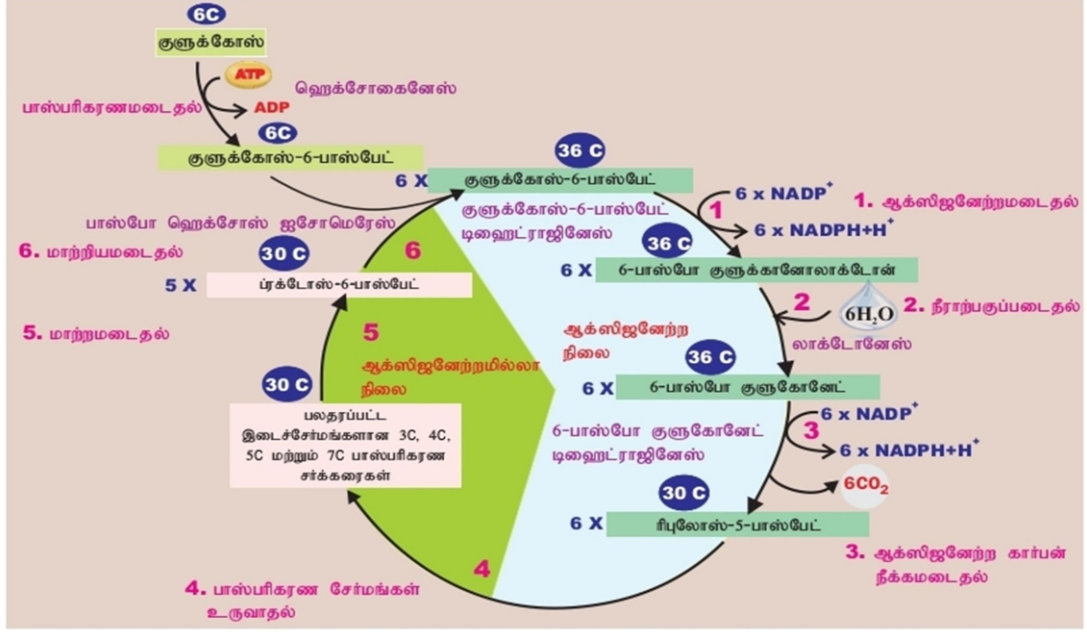 6C
குளுக்கோஸ்
ATP
ஹெக்சோகைனேஸ்
பாஸ்பரிகரணமடைதல்
ADP
6C
குளுக்கோஸ்-6-பாஸ்பேட்
36 C
6 X குளுக்கோஸ்-6-பாஸ்பேட்
6 x NADP+
1
1. ஆக்ஸிஜனேற்றமடைதல்
6 x NADPH+H+
குளுக்கோஸ்-6-பாஸ்பேட்
டிஹைட்ராஜினேஸ்
பாஸ்போ ஹெக்சோஸ் ஐசோமெரேஸ்
36 C
6 X 6-பாஸ்போ குளுக்கானோலாக்டோன்
6
6. மாற்றியமடைதல்
30 C
5 X ப்ரக்டோஸ்-6-பாஸ்பேட்
2
6H2O
2. நீராற்பகுப்படைதல்
லாக்டோனேஸ்
5. மாற்றமடைதல்
5
ஆக்ஸிஜனேற்றமில்லா
நிலை
ஆக்ஸிஜனேற்ற
நிலை
36 C
6 X 6-பாஸ்போ குளுகோனேட்
30 C
பலதரப்பட்ட
இடைச்சேர்மங்களான 3C, 4C,
5C மற்றும் 7C பாஸ்பரிகரண
சர்க்கரைகள்
6 x NADP+
3
6 x NADPH+H+
6-பாஸ்போ குளுகோனேட்
டிஹைட்ராஜினேஸ்
6CO2
30 C
6 X ரிபுலோஸ்-5-பாஸ்பேட்
3. ஆக்ஸிஜனேற்ற கார்பன்
நீக்கமடைதல்
4
4. பாஸ்பரிகரண சேர்மங்கள்
உருவாதல்